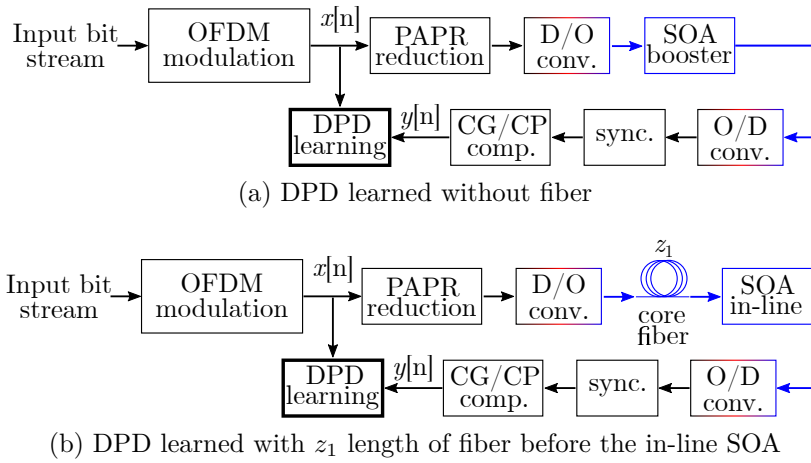 Input bit
stream
OFDM
modulation
x[n]
PAPR
reduction
D/O
conv.
SOA
booster
DPD
learning
y[n]
CG/CP
comp.
sync.
O/D
conv.
(a) DPD learned without fiber
Input bit
stream
OFDM
modulation
x[n]
PAPR
reduction
D/O
conv.
z₁
core
fiber
SOA
in-line
DPD
learning
y[n]
CG/CP
comp.
sync.
O/D
conv.
(b) DPD learned with z₁ length of fiber before the in-line SOA